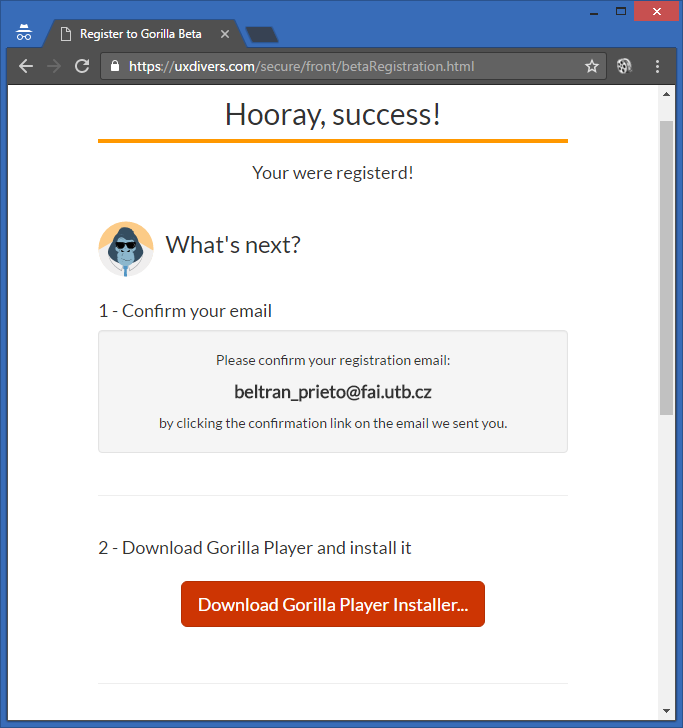 Register to Gorilla Beta
https://uxdivers.com/secure/front/betaRegistration.html
Hooray, success!
Your were registerd!
What's next?
1 - Confirm your email
Please confirm your registration email:
beltran_prieto@fai.utb.cz
by clicking the confirmation link on the email we sent you.
2 - Download Gorilla Player and install it
Download Gorilla Player Installer...